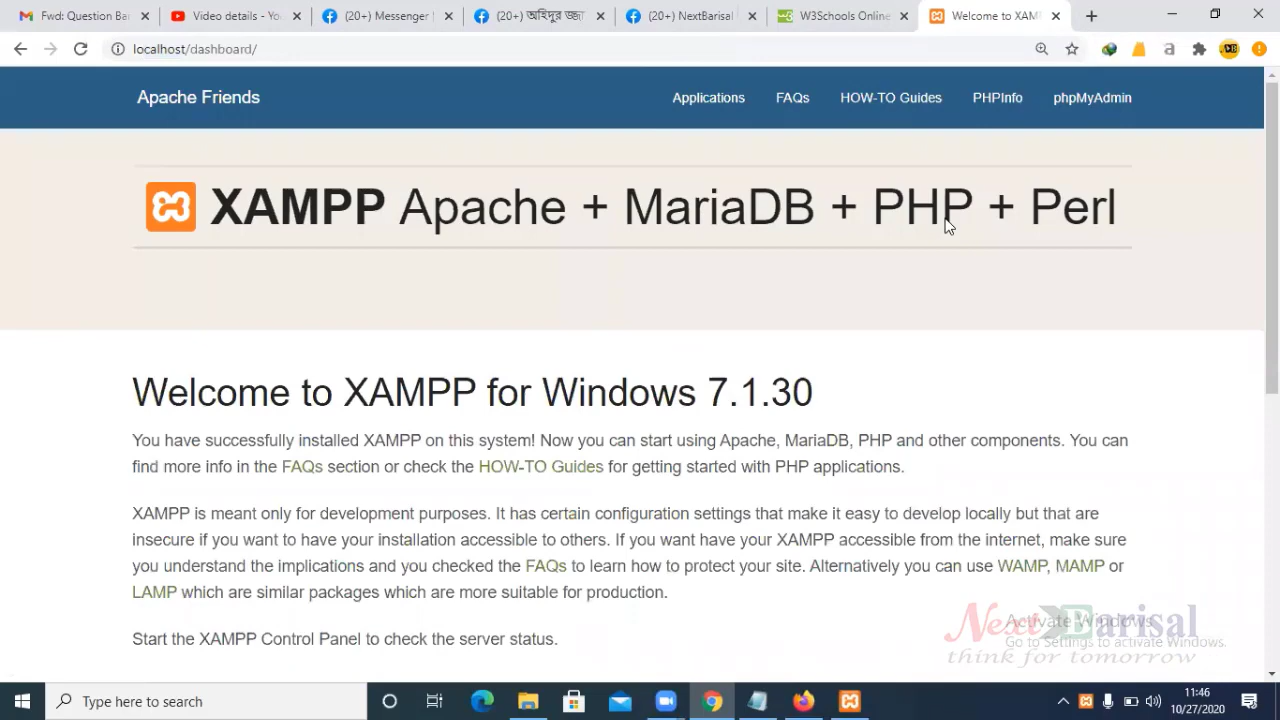 Fwd: Question Ba
Video details - Yo
(20+) Messenger
(20+) অহিদুর জ্জা
(20+) NextBarisal
W3Schools Online
Welcome to XAM
localhost/dashboard/
Apache Friends
Applications
FAQs
HOW-TO Guides
PHPInfo
phpMyAdmin
XAMPP Apache + MariaDB + PHP + Perl
Welcome to XAMPP for Windows 7.1.30
You have successfully installed XAMPP on this system! Now you can start using Apache, MariaDB, PHP and other components. You can
find more info in the FAQs section or check the HOW-TO Guides for getting started with PHP applications.
XAMPP is meant only for development purposes. It has certain configuration settings that make it easy to develop locally but that are
insecure if you want to have your installation accessible to others. If you want have your XAMPP accessible from the internet, make sure
you understand the implications and you checked the FAQs to learn how to protect your site. Alternatively you can use WAMP, MAMP or
LAMP which are similar packages which are more suitable for production.
Start the XAMPP Control Panel to check the server status.
Next Barisal
think for tomorrow
Activate Windows
Go to Settings to activate Windows.
Type here to search
11:46
10/27/2020